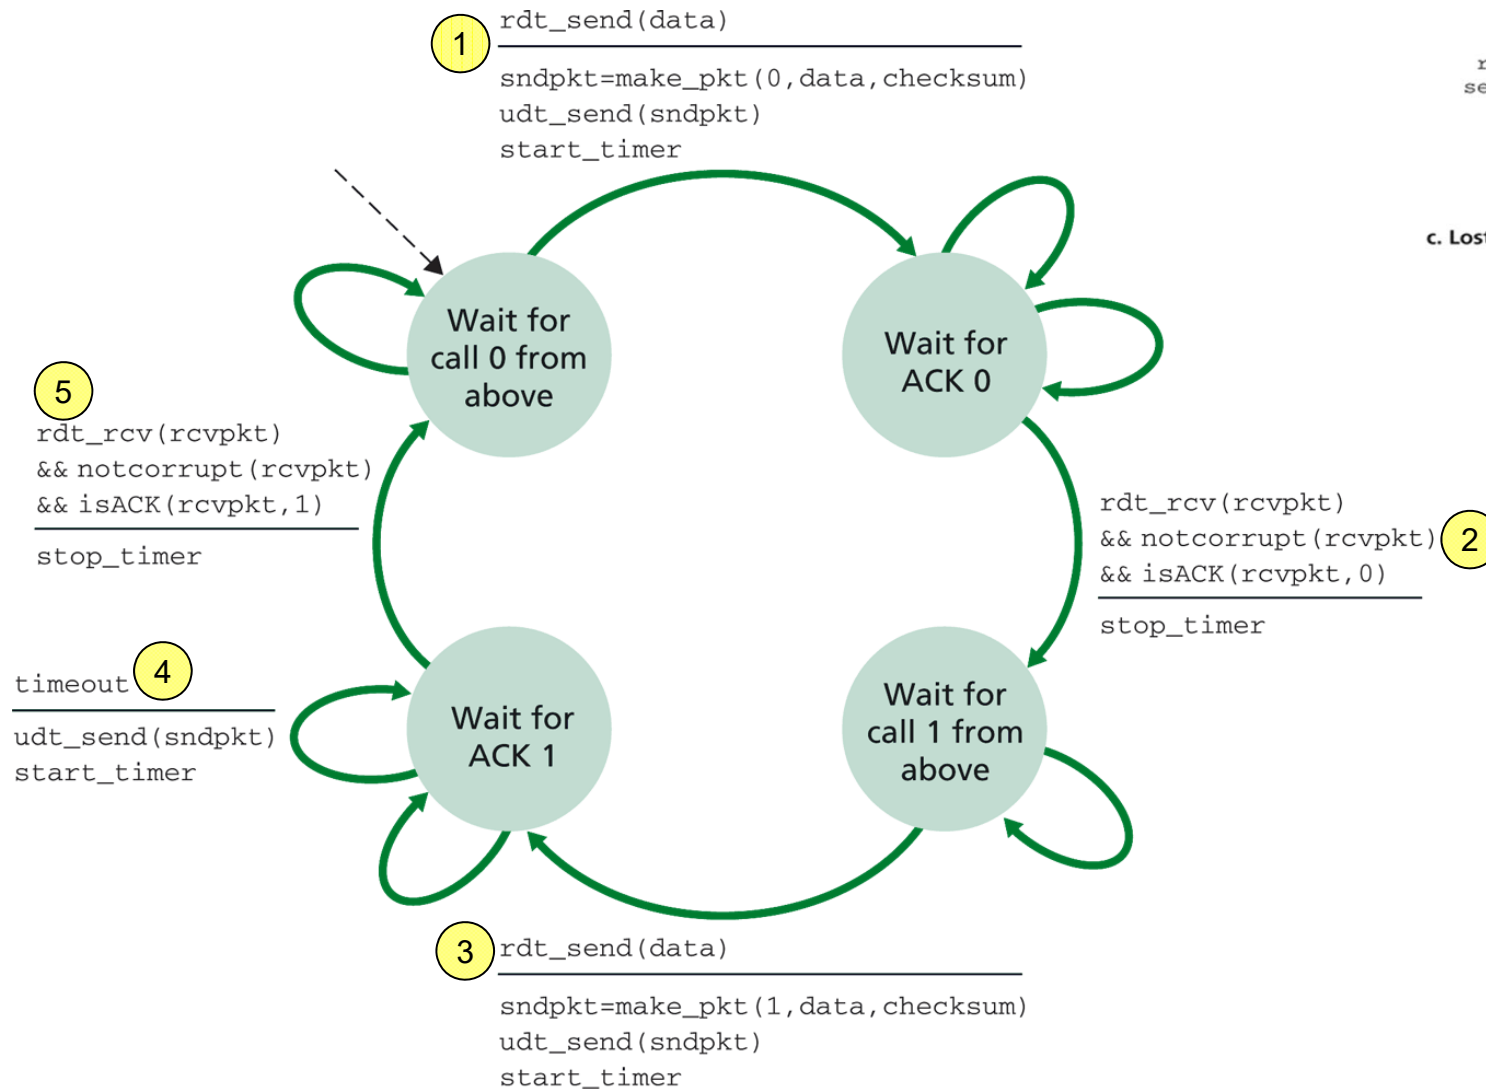 1
rdt_send(data)
sndpkt=make_pkt(0,data,checksum)
udt_send(sndpkt)
start_timer
r
se
c. Lost
Wait for
call 0 from
above
Wait for
ACK 0
5
rdt_rcv(rcvpkt)
&& notcorrupt(rcvpkt)
&& isACK(rcvpkt,1)
stop_timer
rdt_rcv(rcvpkt)
&& notcorrupt(rcvpkt)
&& isACK(rcvpkt,0)
stop_timer
2
timeout
4
udt_send(sndpkt)
start_timer
Wait for
ACK 1
Wait for
call 1 from
above
3
rdt_send(data)
sndpkt=make_pkt(1,data,checksum)
udt_send(sndpkt)
start_timer